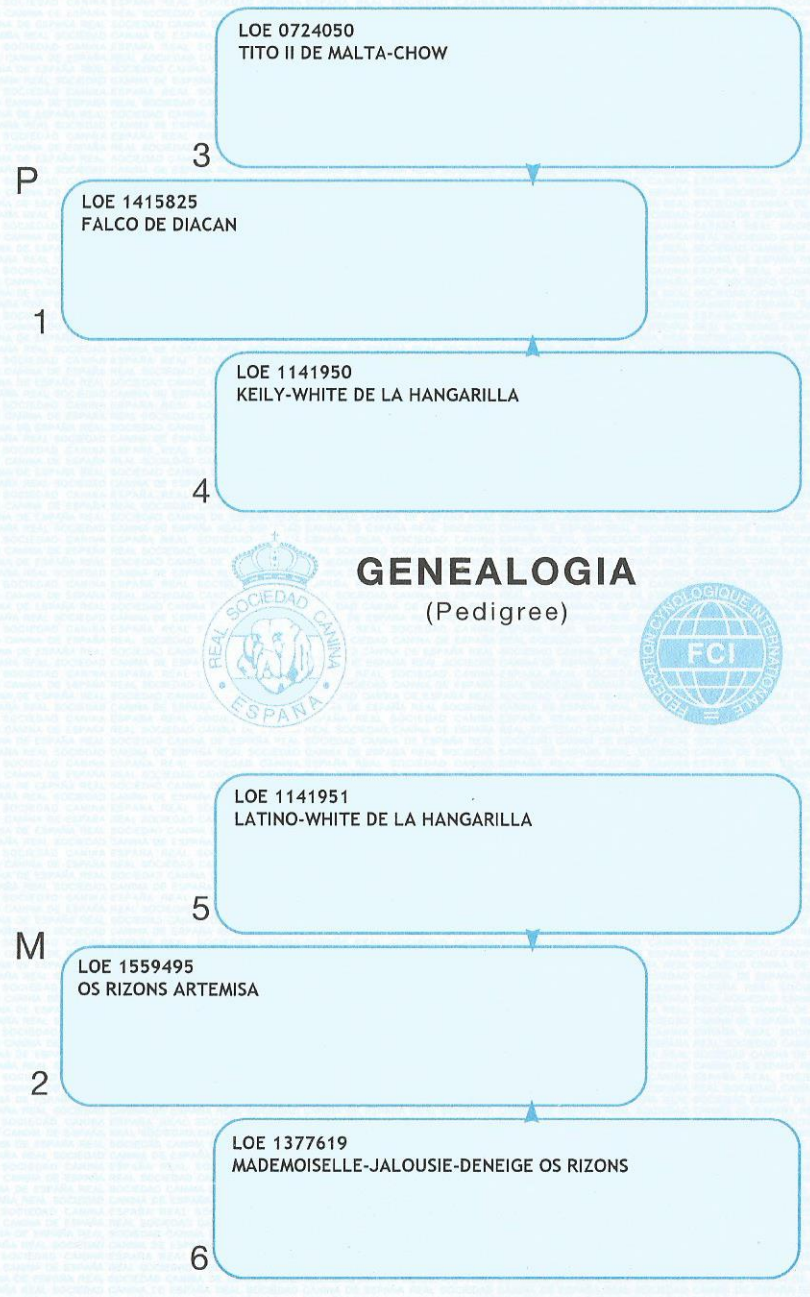 LOE 0724050
TITO II DE MALTA-CHOW
3
P
LOE 1415825
FALCO DE DIACAN
1
LOE 1141950
KEILY-WHITE DE LA HANGARILLA
4
GENEALOGIA
(Pedigree)
REAL SOCIEDAD CANINA
ESPAÑA
FEDERATION CYNOLOGIQUE INTERNATIONALE
FCI
LOE 1141951
LATINO-WHITE DE LA HANGARILLA
5
M
LOE 1559495
OS RIZONS ARTEMISA
2
LOE 1377619
MADEMOISELLE-JALOUSIE-DENEIGE OS RIZONS
6